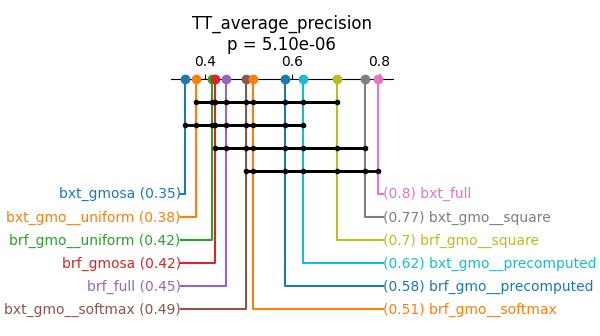 TT_average_precision
p = 5.10e-06
0.4 0.6 0.8
bxt_gmosa (0.35) (0.8) bxt_full
bxt_gmo__uniform (0.38) (0.77) bxt_gmo__square
brf_gmo__uniform (0.42) (0.7) brf_gmo__square
brf_gmosa (0.42) (0.62) bxt_gmo__precomputed
brf_full (0.45) (0.58) brf_gmo__precomputed
bxt_gmo__softmax (0.49) (0.51) brf_gmo__softmax